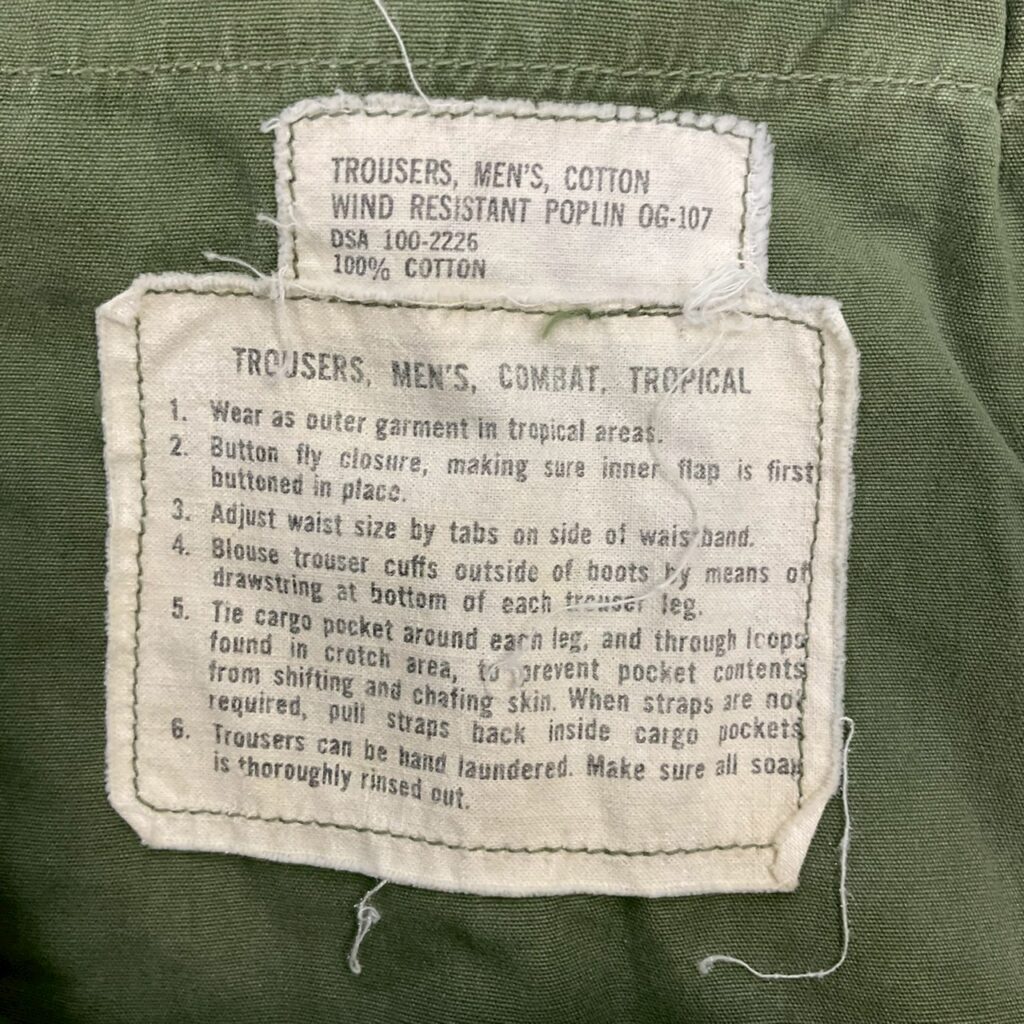 TROUSERS, MEN'S, COTTON
WIND RESISTANT POPLIN OG-107
DSA 100-2226
100% COTTON
TROUSERS, MEN'S, COMBAT, TROPICAL
1. Wear as outer garment in tropical areas.
2. Button fly closure, making sure inner flap is first
buttoned in place.
3. Adjust waist size by tabs on side of waistband.
4. Blouse trouser cuffs outside of boots by means of
drawstring at bottom of each trouser leg.
5. Tie cargo pocket around each leg, and through loops
found in crotch area, to prevent pocket contents
from shifting and chafing skin. When straps are not
required, pull straps back inside cargo pockets
6. Trousers can be hand laundered. Make sure all soap
is thoroughly rinsed out.